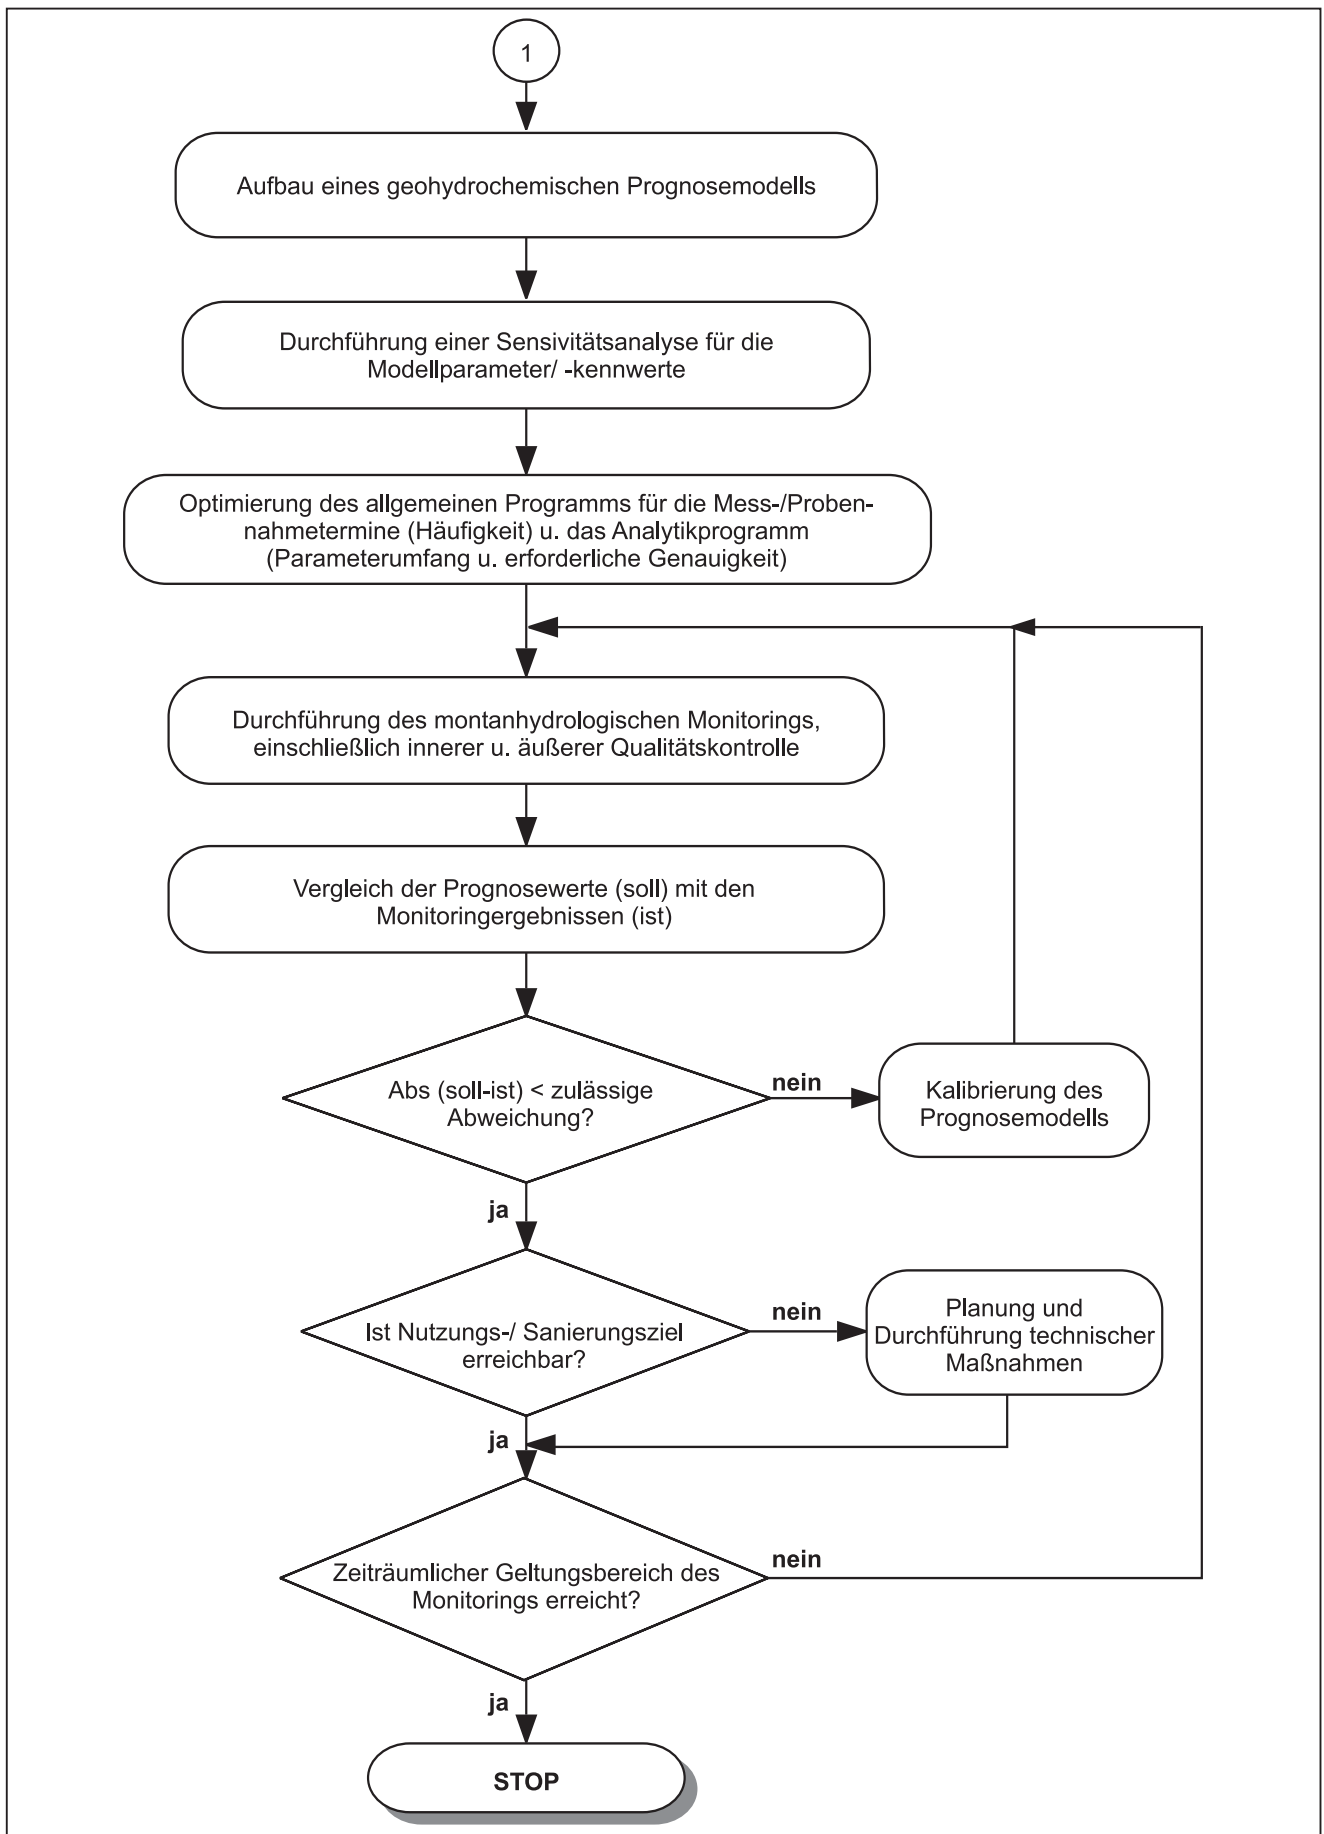 1
Aufbau eines geohydrochemischen Prognosemodells
Durchführung einer Sensivitätsanalyse für die
Modellparameter/ -kennwerte
Optimierung des allgemeinen Programms für die Mess-/Proben-
nahmetermine (Häufigkeit) u. das Analytikprogramm
(Parameterumfang u. erforderliche Genauigkeit)
Durchführung des montanhydrologischen Monitorings,
einschließlich innerer u. äußerer Qualitätskontrolle
Vergleich der Prognosewerte (soll) mit den
Monitoringergebnissen (ist)
Abs (soll-ist) < zulässige
Abweichung?
nein
Kalibrierung des
Prognosemodells
ja
Ist Nutzungs-/ Sanierungsziel
erreichbar?
nein
Planung und
Durchführung technischer
Maßnahmen
ja
Zeiträumlicher Geltungsbereich des
Monitorings erreicht?
nein
ja
STOP